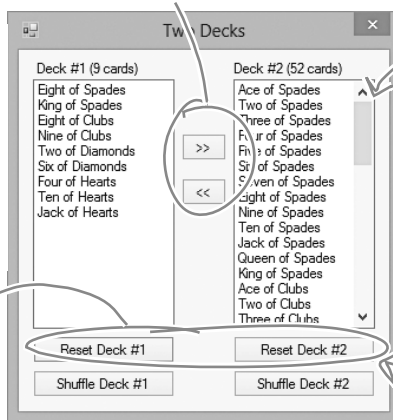 Two Decks
Deck #1 (9 cards)
Eight of Spades
King of Spades
Eight of Clubs
Nine of Clubs
Two of Diamonds
Six of Diamonds
Four of Hearts
Ten of Hearts
Jack of Hearts
>>
<<
Deck #2 (52 cards)
Ace of Spades
Two of Spades
Three of Spades
Four of Spades
Five of Spades
Six of Spades
Seven of Spades
Eight of Spades
Nine of Spades
Ten of Spades
Jack of Spades
Queen of Spades
King of Spades
Ace of Clubs
Two of Clubs
Three of Clubs
Reset Deck #1
Reset Deck #2
Shuffle Deck #1
Shuffle Deck #2